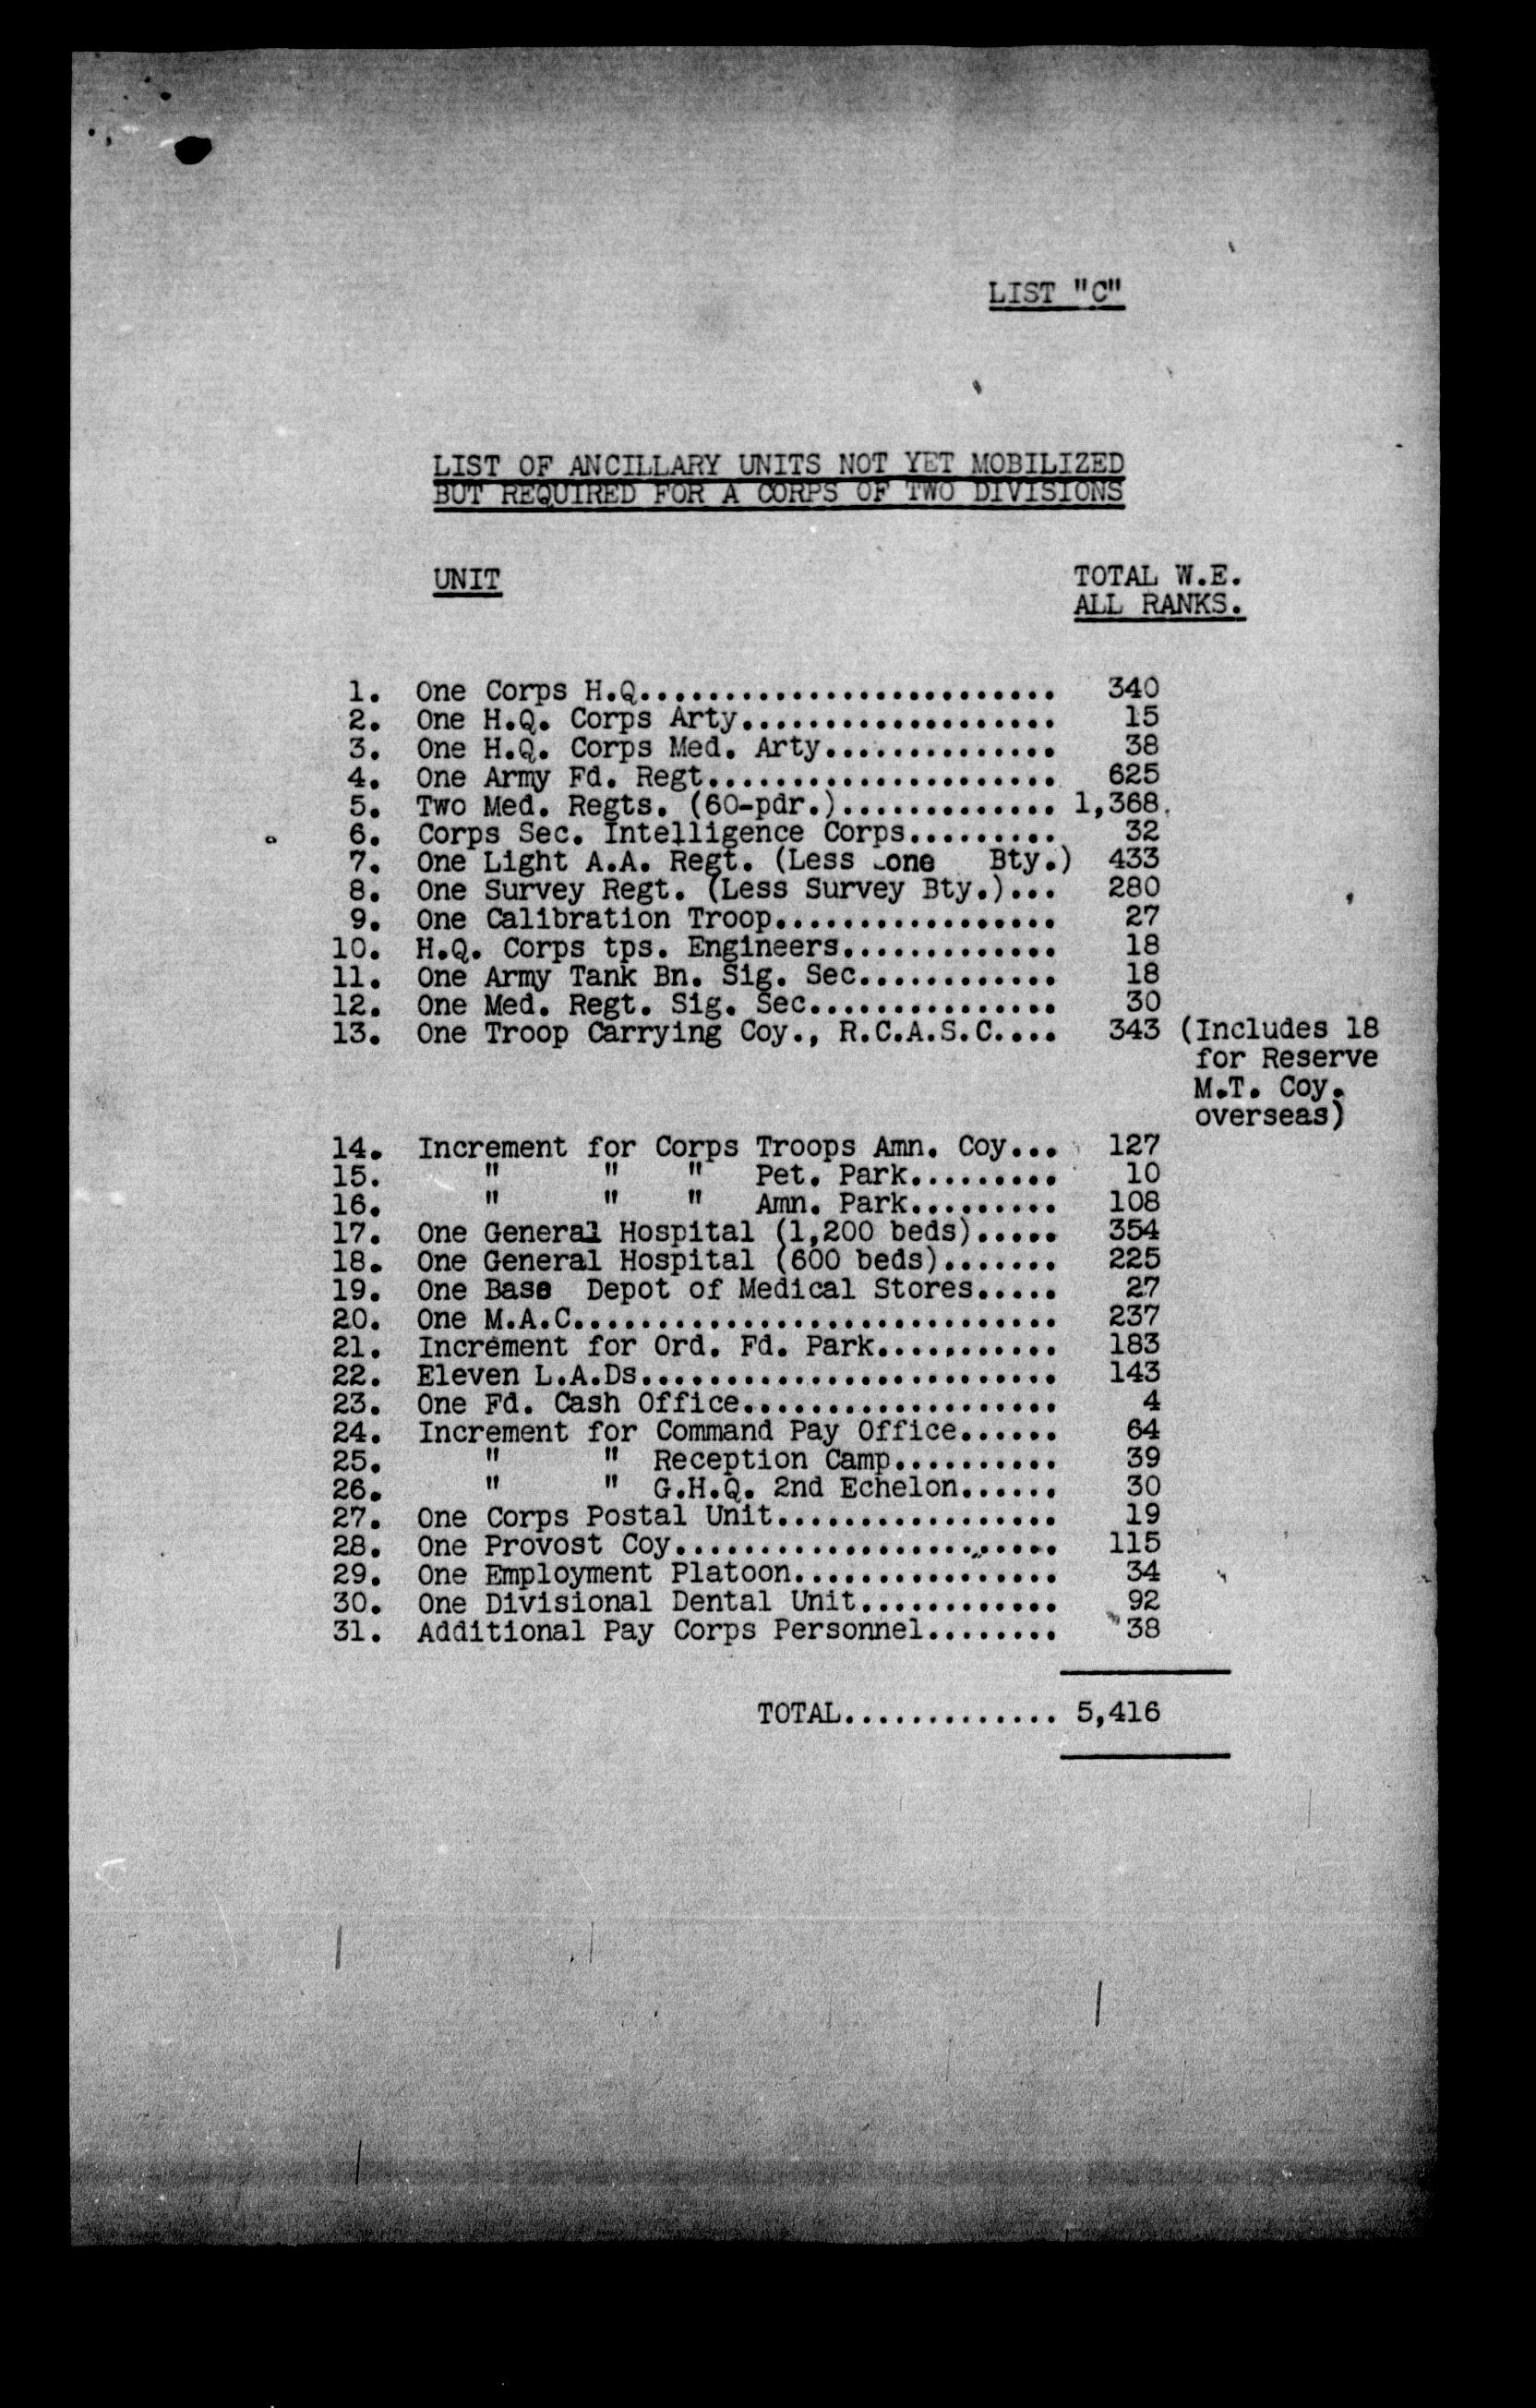 LIST "C"
LIST OF ANCILLARY UNITS NOT YET MOBILIZED
BUT REQUIRED FOR A CORPS OF TWO DIVISIONS
UNIT TOTAL W.E.
ALL RANKS.
1. One Corps H.Q......................... 340
2. One H.Q. Corps Arty................... 15
3. One H.Q. Corps Med. Arty.............. 38
4. One Army Fd. Regt..................... 625
5. Two Med. Regts. (60-pdr.)............. 1,368.
6. Corps Sec. Intelligence Corps......... 32
7. One Light A.A. Regt. (Less one Bty.) 433
8. One Survey Regt. (Less Survey Bty.)... 280
9. One Calibration Troop................. 27
10. H.Q. Corps tps. Engineers............. 18
11. One Army Tank Bn. Sig. Sec............ 18
12. One Med. Regt. Sig. Sec............... 30
13. One Troop Carrying Coy., R.C.A.S.C.... 343 (Includes 18
for Reserve
M.T. Coy.
overseas)
14. Increment for Corps Troops Amn. Coy... 127
15. " " " Pet. Park......... 10
16. " " " Amn. Park......... 108
17. One General Hospital (1,200 beds)..... 354
18. One General Hospital (600 beds)....... 225
19. One Base Depot of Medical Stores..... 27
20. One M.A.C............................. 237
21. Increment for Ord. Fd. Park........... 183
22. Eleven L.A.Ds......................... 143
23. One Fd. Cash Office................... 4
24. Increment for Command Pay Office...... 64
25. " " Reception Camp.......... 39
26. " " G.H.Q. 2nd Echelon...... 30
27. One Corps Postal Unit................. 19
28. One Provost Coy....................... 115
29. One Employment Platoon................ 34
30. One Divisional Dental Unit............ 92
31. Additional Pay Corps Personnel........ 38
TOTAL............. 5,416